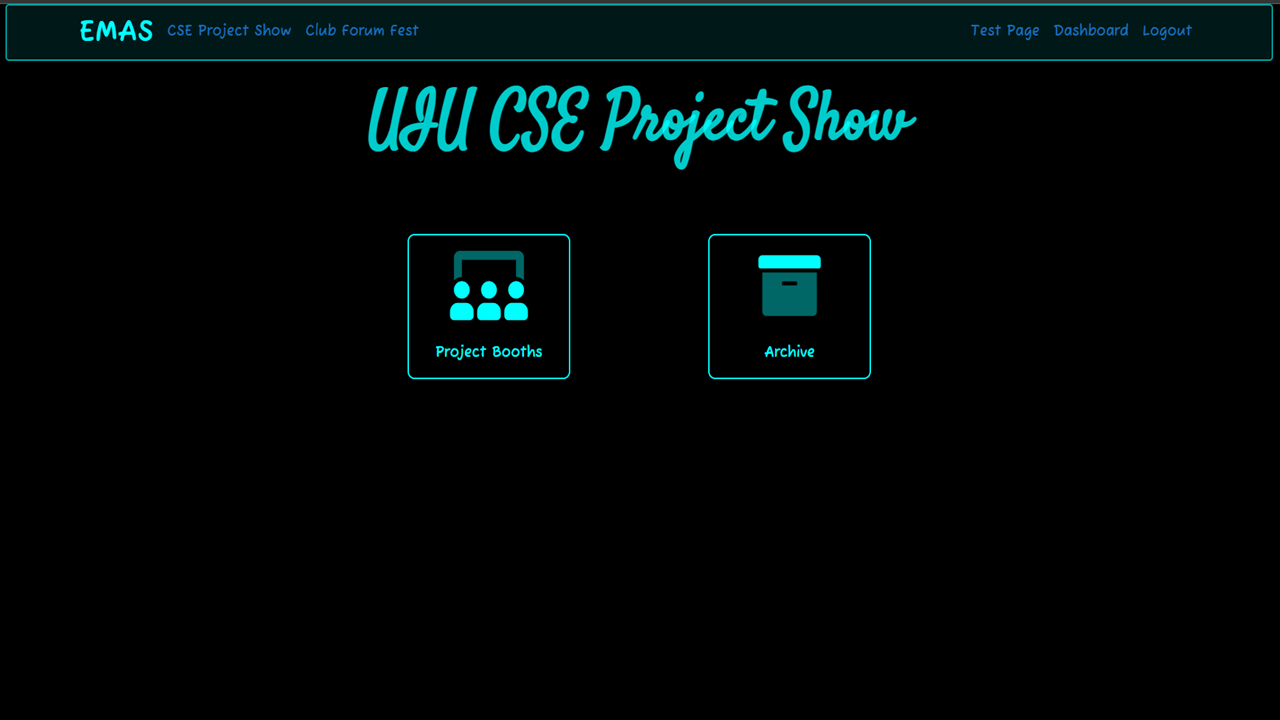 EMAS CSE Project Show Club Forum Fest Test Page Dashboard Logout
UIU CSE Project Show
Project Booths Archive